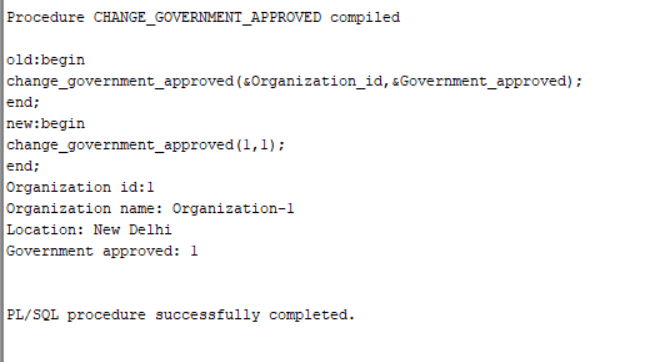 Procedure CHANGE_GOVERNMENT_APPROVED compiled
old:begin
change_government_approved(&Organization_id,&Government_approved);
end;
new:begin
change_government_approved(1,1);
end;
Organization id:1
Organization name: Organization-1
Location: New Delhi
Government approved: 1
PL/SQL procedure successfully completed.